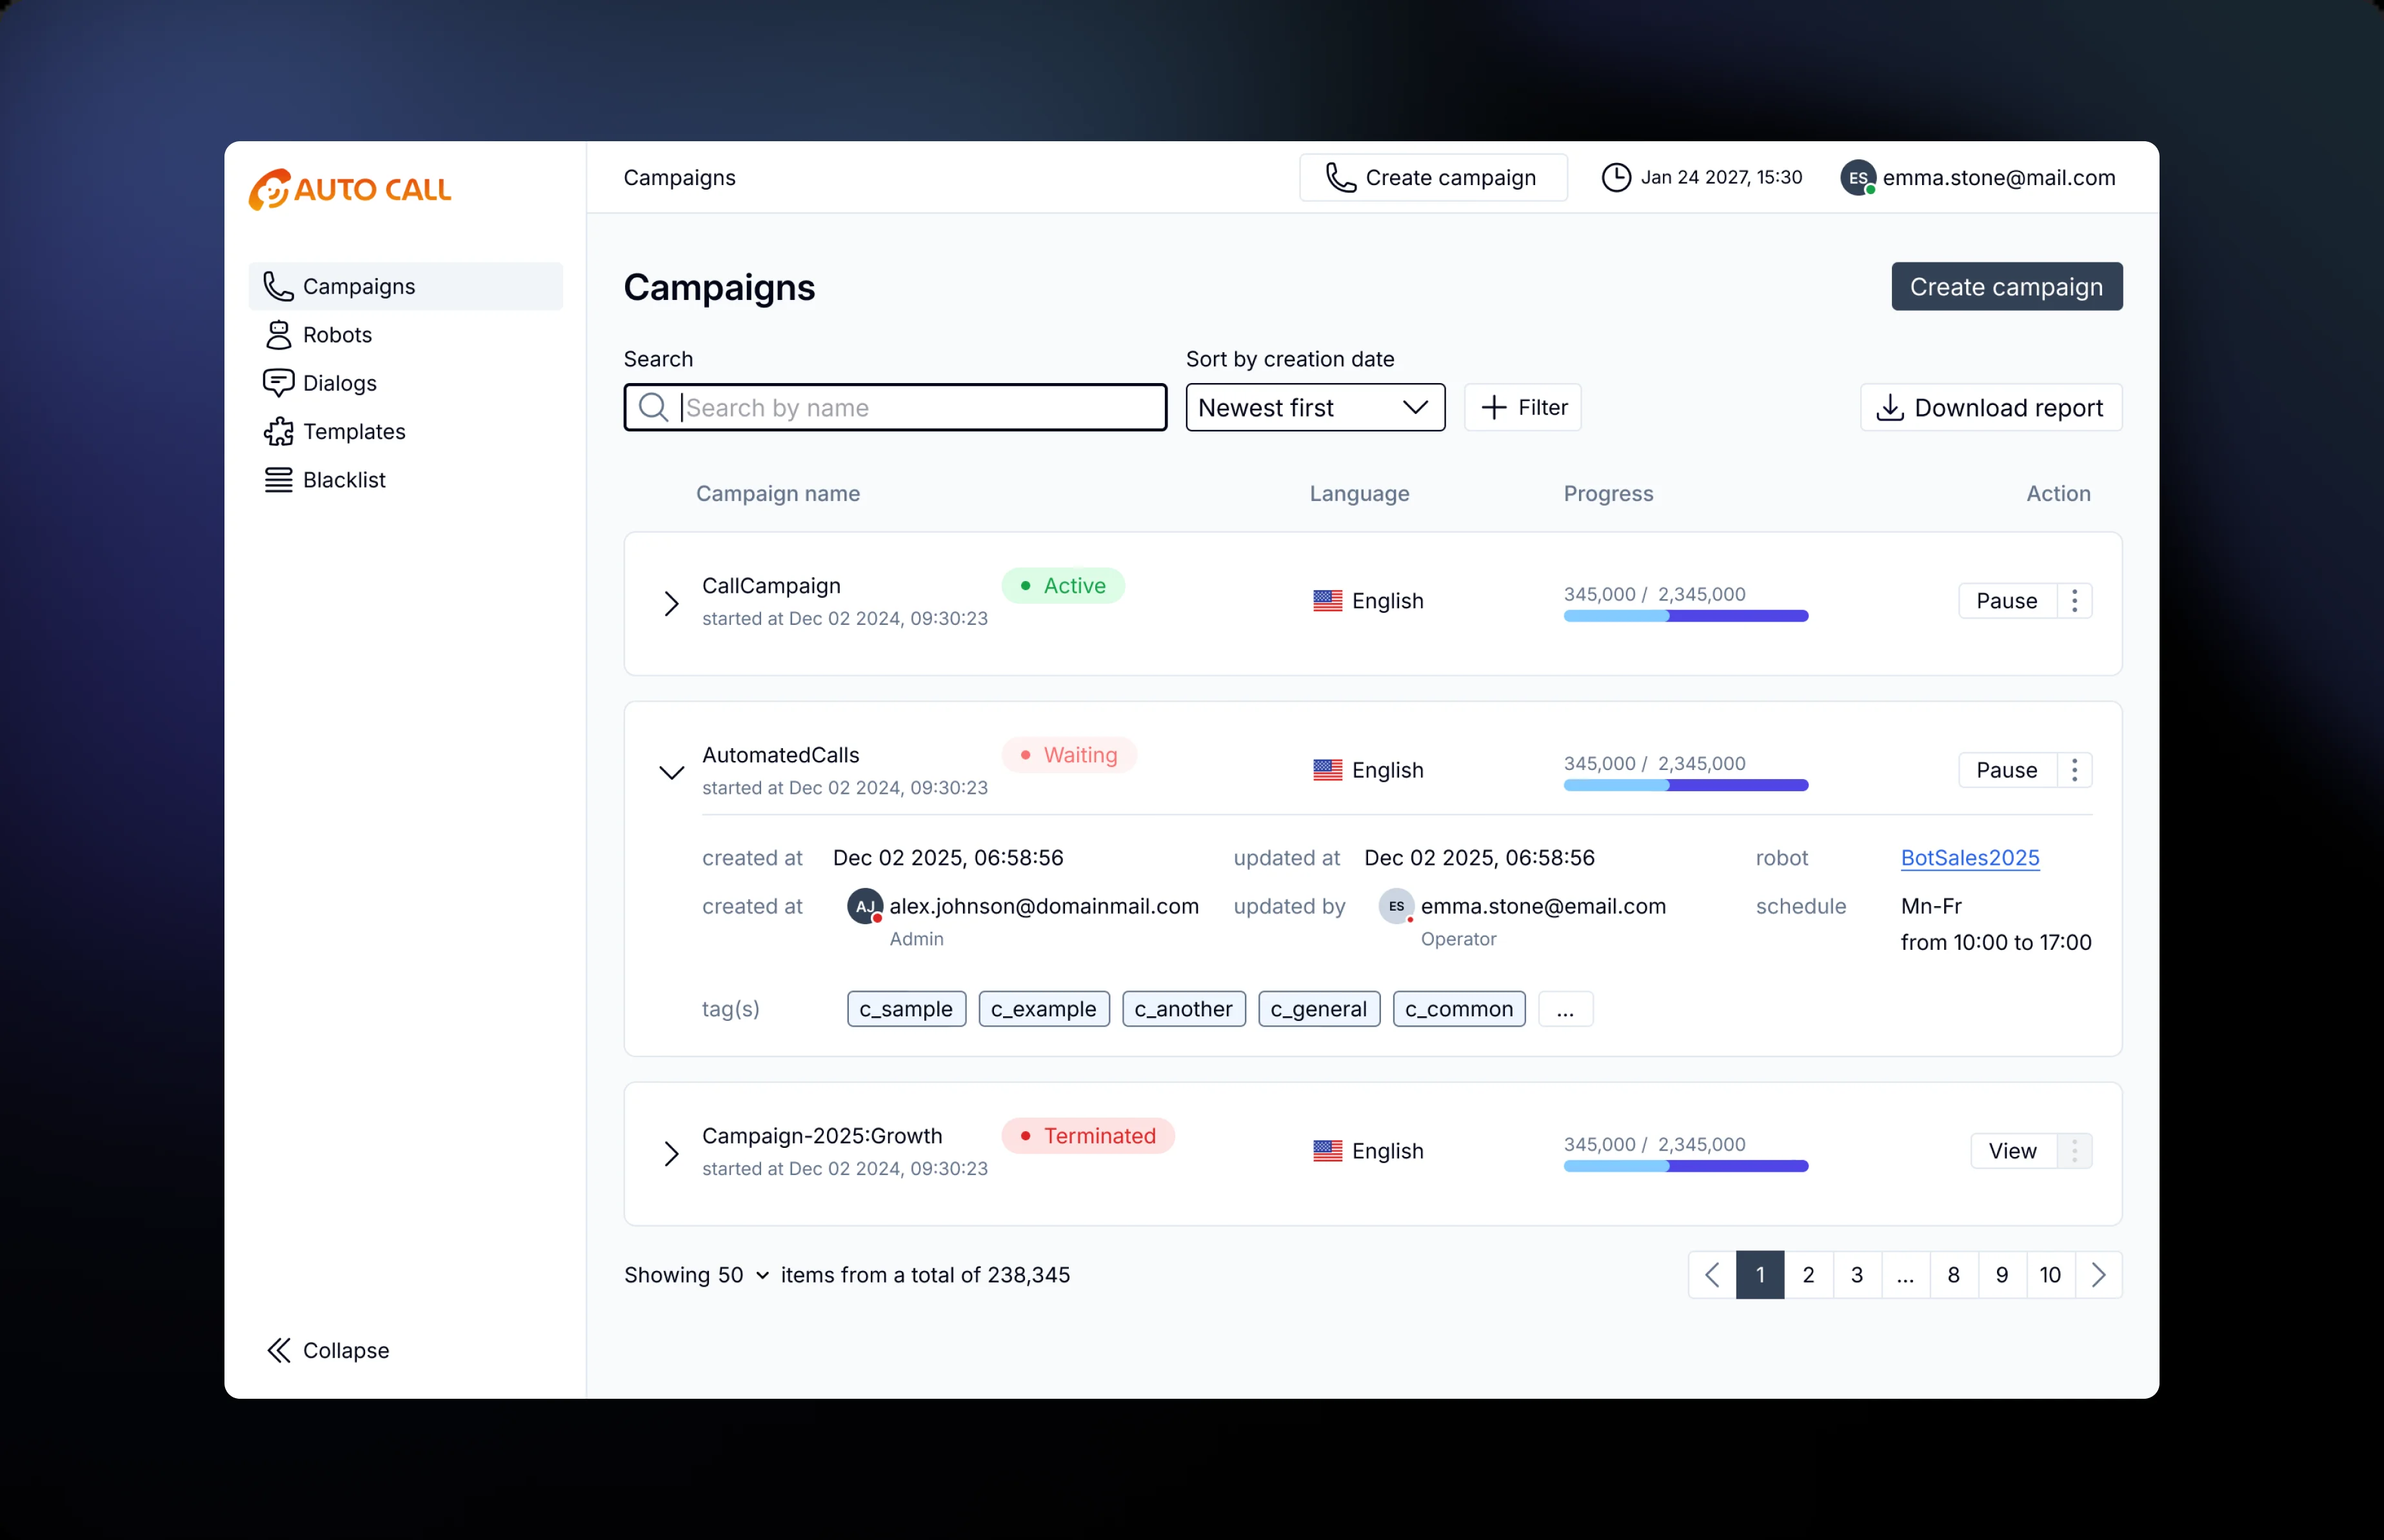 AUTO CALL
Campaigns
Robots
Dialogs
Templates
Blacklist
Collapse
Campaigns
Create campaign
Jan 24 2027, 15:30
ES
emma.stone@mail.com
Campaigns
Create campaign
Search
Search by name
Sort by creation date
Newest first
Filter
Download report
Campaign name
Language
Progress
Action
CallCampaign
Active
started at Dec 02 2024, 09:30:23
English
345,000 / 2,345,000
Pause
AutomatedCalls
Waiting
started at Dec 02 2024, 09:30:23
English
345,000 / 2,345,000
Pause
created at Dec 02 2025, 06:58:56
updated at Dec 02 2025, 06:58:56
robot BotSales2025
created at AJ alex.johnson@domainmail.com
Admin
updated by ES emma.stone@email.com
Operator
schedule Mn-Fr
from 10:00 to 17:00
tag(s) c_sample c_example c_another c_general c_common ...
Campaign-2025:Growth
Terminated
started at Dec 02 2024, 09:30:23
English
345,000 / 2,345,000
View
Showing 50 items from a total of 238,345
1 2 3 ... 8 9 10